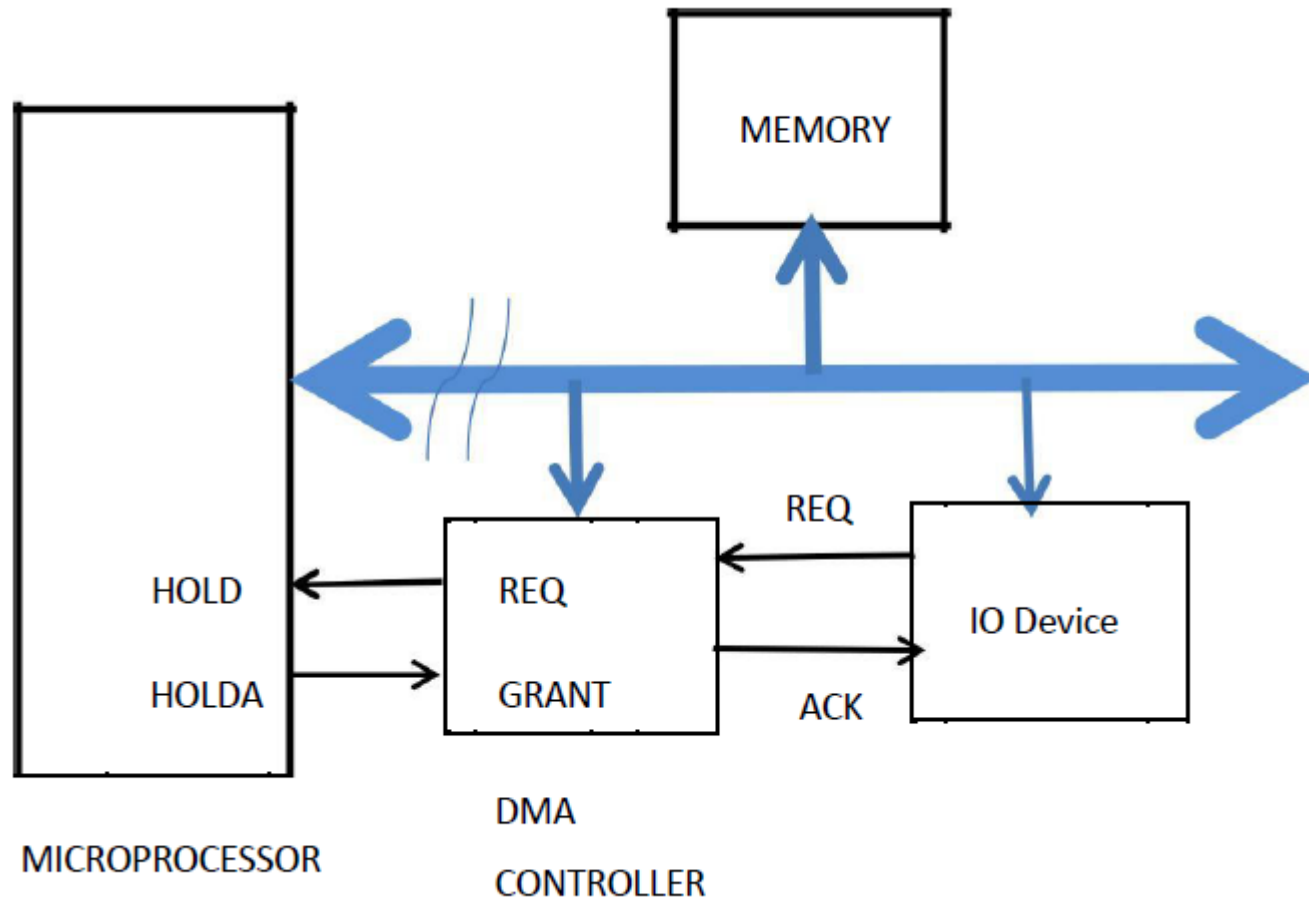 MEMORY
REQ
HOLD
REQ
IO Device
HOLDA
GRANT
ACK
DMA
CONTROLLER
MICROPROCESSOR